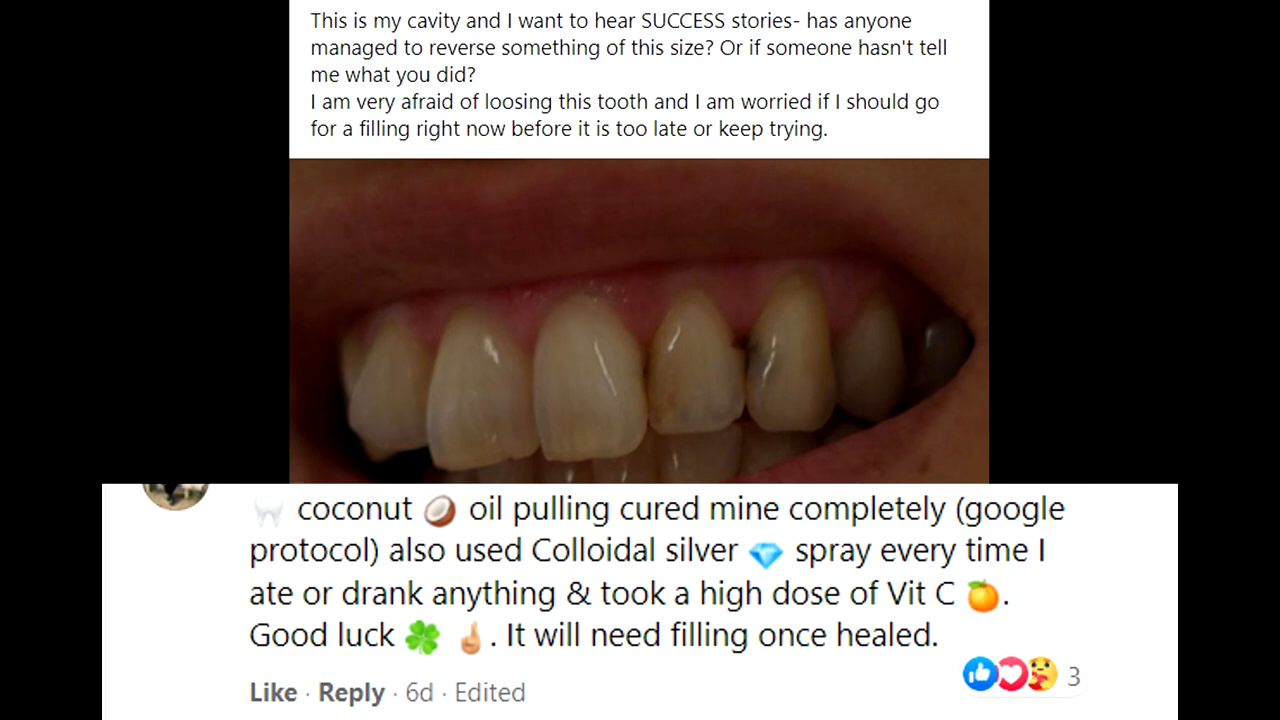 This is my cavity and I want to hear SUCCESS stories- has anyone
managed to reverse something of this size? Or if someone hasn't tell
me what you did?
I am very afraid of loosing this tooth and I am worried if I should go
for a filling right now before it is too late or keep trying.
🦷 coconut 🥥 oil pulling cured mine completely (google
protocol) also used Colloidal silver 💎 spray every time I
ate or drank anything & took a high dose of Vit C 🍊.
Good luck 🍀 🤞🏼. It will need filling once healed.
Like · Reply · 6d · Edited
3